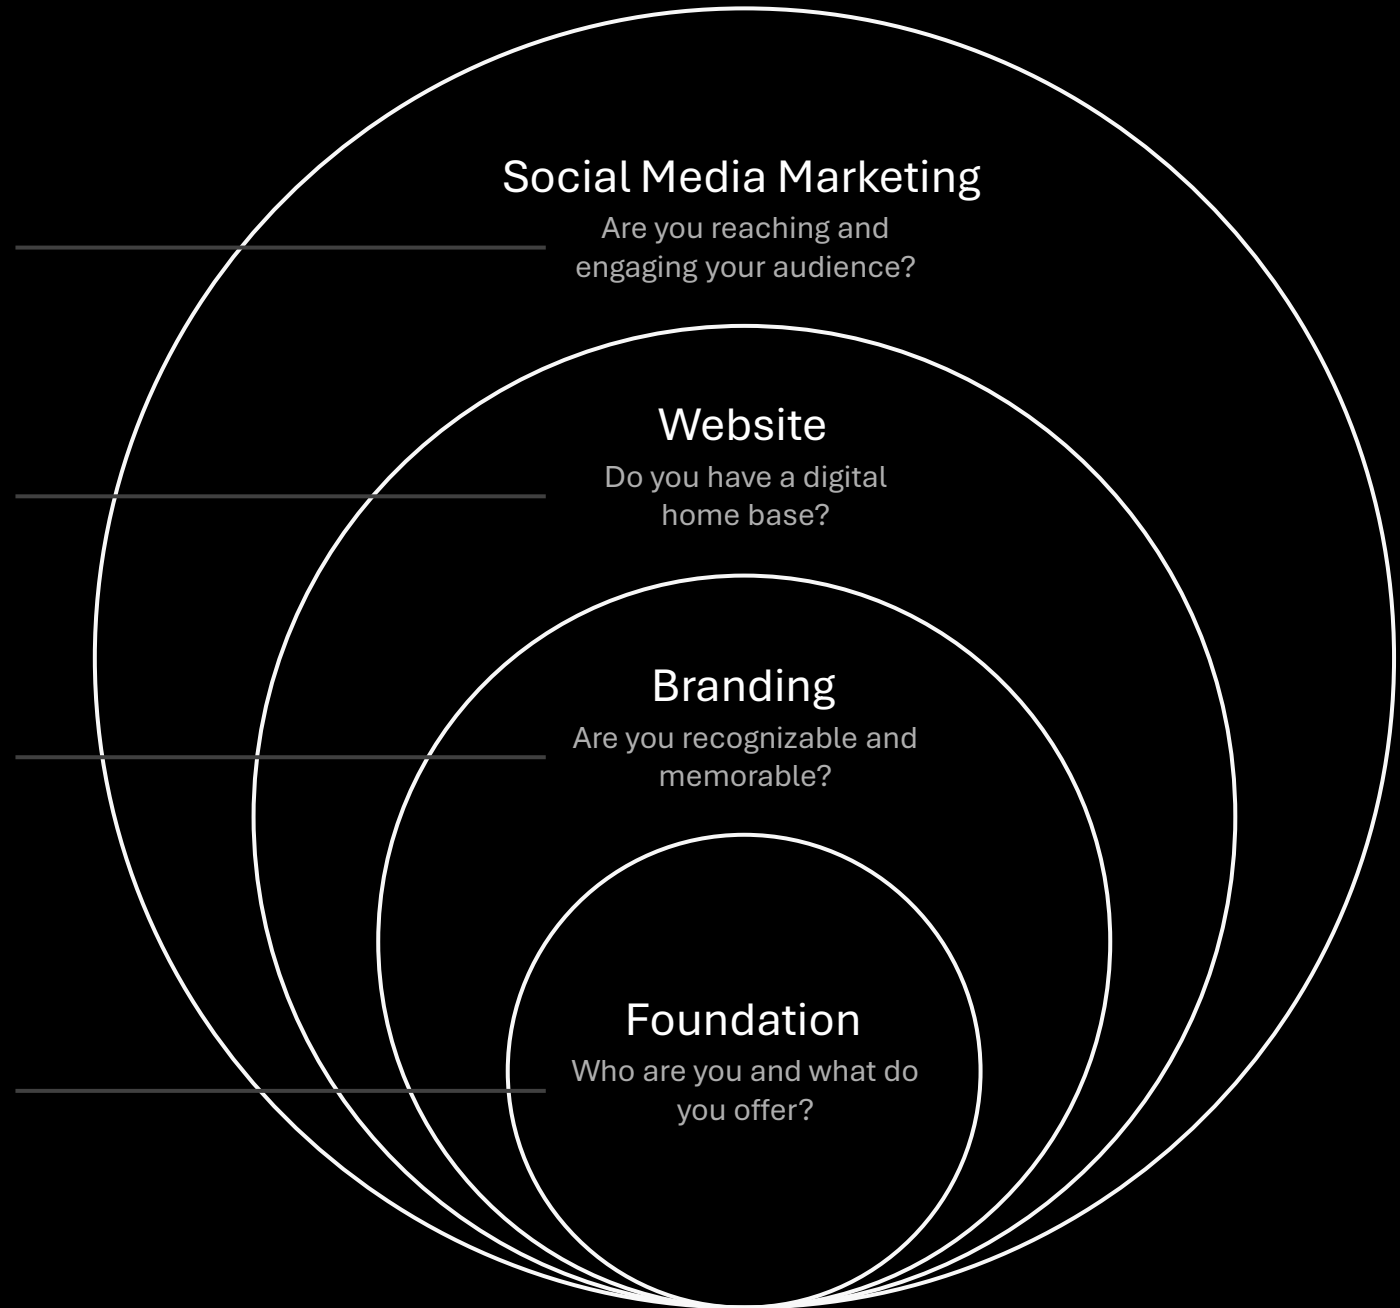 Social Media Marketing
Are you reaching and
engaging your audience?
Website
Do you have a digital
home base?
Branding
Are you recognizable and
memorable?
Foundation
Who are you and what do
you offer?